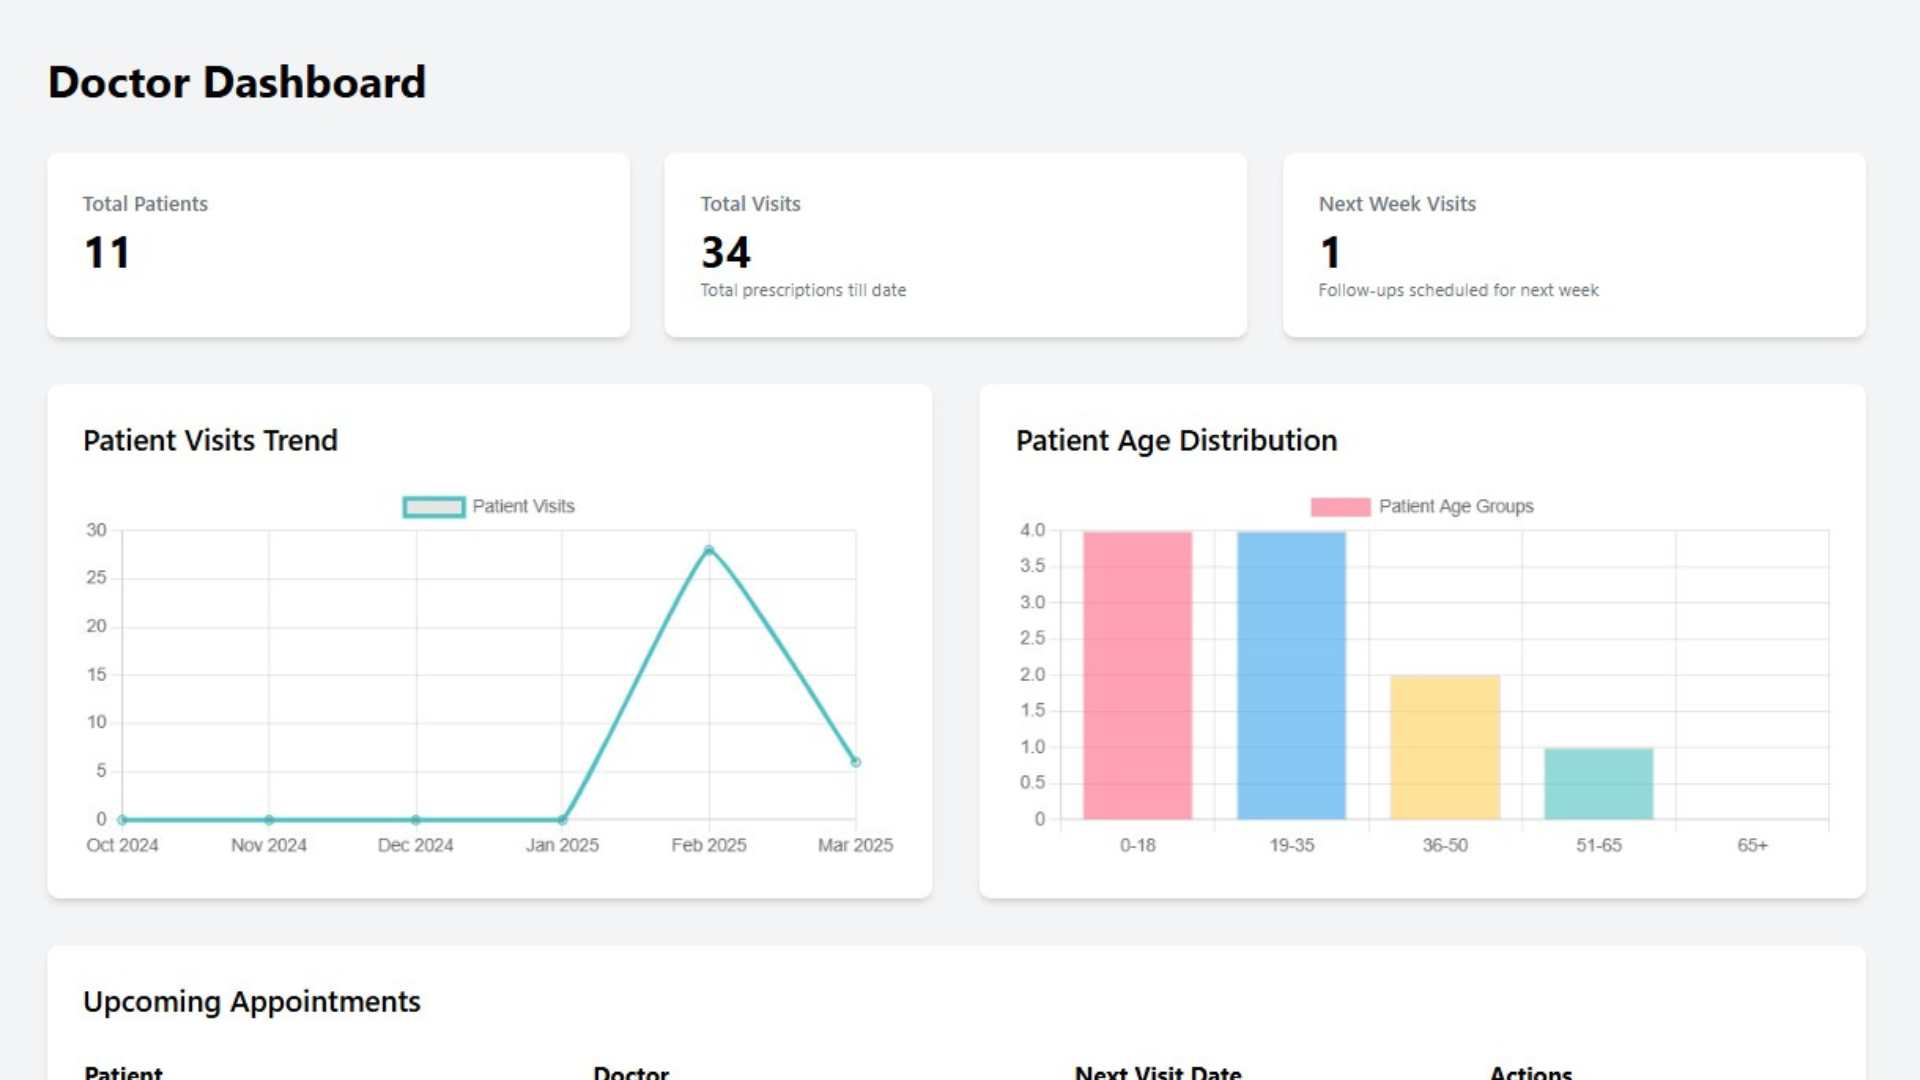 Doctor Dashboard
Total Patients
11
Total Visits
34
Total prescriptions till date
Next Week Visits
1
Follow-ups scheduled for next week
Patient Visits Trend
Patient Visits
30
25
20
15
10
5
0
Oct 2024 Nov 2024 Dec 2024 Jan 2025 Feb 2025 Mar 2025
Patient Age Distribution
Patient Age Groups
4.0
3.5
3.0
2.5
2.0
1.5
1.0
0.5
0
0-18 19-35 36-50 51-65 65+
Upcoming Appointments
Patient Doctor Next Visit Date Actions